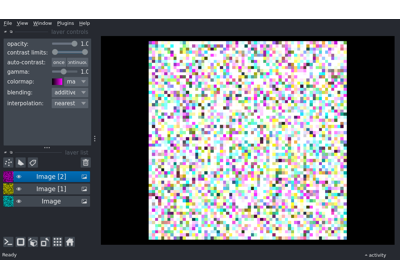 File View Window Plugins Help
layer controls
opacity: 1.0
contrast limits:
auto-contrast: once
gamma: 1.0
colormap: ma
blending: additive
interpolation: nearest
layer list
Image [2]
Image [1]
Image
Ready
activity